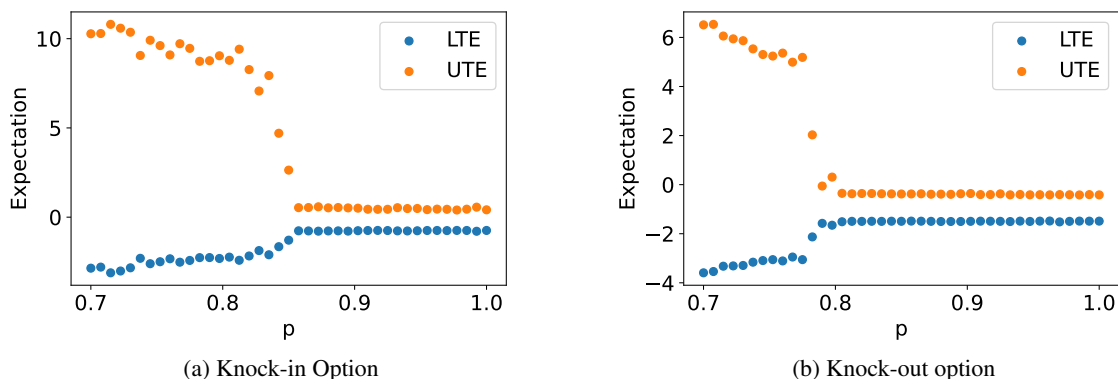 LTE
UTE
Expectation
10
5
0
0.7 0.8 0.9 1.0
p
(a) Knock-in Option
LTE
UTE
Expectation
6
4
2
0
−2
−4
0.7 0.8 0.9 1.0
p
(b) Knock-out option